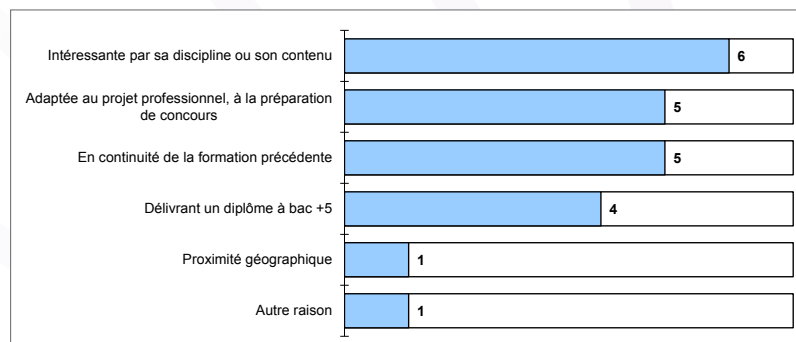 Intéressante par sa discipline ou son contenu
6
Adaptée au projet professionnel, à la préparation
de concours
5
En continuité de la formation précédente
5
Délivrant un diplôme à bac +5
4
Proximité géographique
1
Autre raison
1